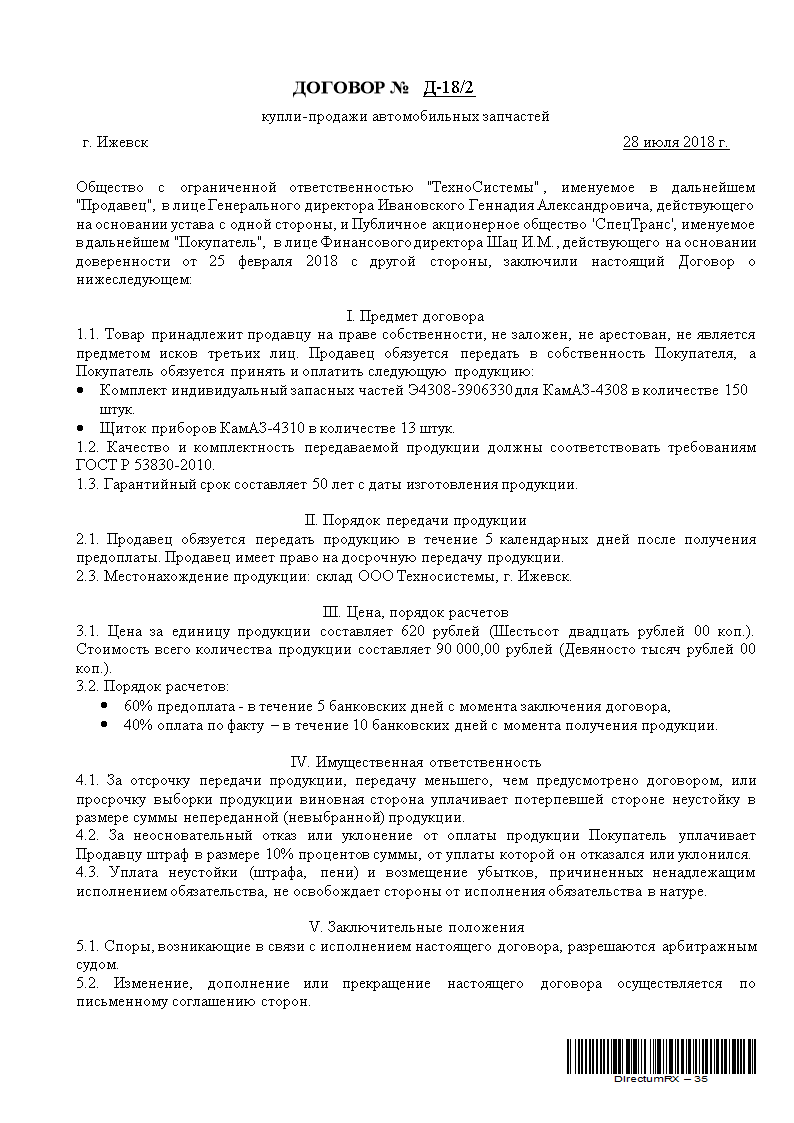 ДОГОВОР № Д-18/2
купли-продажи автомобильных запчастей
г. Ижевск 28 июля 2018 г.
Общество с ограниченной ответственностью "ТехноСистемы" , именуемое в дальнейшем
"Продавец", в лице Генерального директора Ивановского Геннадия Александровича, действующего
на основании устава с одной стороны, и Публичное акционерное общество 'СпецТранс', именуемое
в дальнейшем "Покупатель", в лице Финансового директора Шац И.М. , действующего на основании
доверенности от 25 февраля 2018 с другой стороны, заключили настоящий Договор о
нижеследующем:
I. Предмет договора
1.1. Товар принадлежит продавцу на праве собственности, не заложен, не арестован, не является
предметом исков третьих лиц. Продавец обязуется передать в собственность Покупателя, а
Покупатель обязуется принять и оплатить следующую продукцию:
• Комплект индивидуальный запасных частей Э4308-3906330 для КамАЗ-4308 в количестве 150
штук.
• Щиток приборов КамАЗ-4310 в количестве 13 штук.
1.2. Качество и комплектность передаваемой продукции должны соответствовать требованиям
ГОСТ Р 53830-2010.
1.3. Гарантийный срок составляет 50 лет с даты изготовления продукции.
II. Порядок передачи продукции
2.1. Продавец обязуется передать продукцию в течение 5 календарных дней после получения
предоплаты. Продавец имеет право на досрочную передачу продукции.
2.3. Местонахождение продукции: склад ООО Техносистемы, г. Ижевск.
III. Цена, порядок расчетов
3.1. Цена за единицу продукции составляет 620 рублей (Шестьсот двадцать рублей 00 коп.).
Стоимость всего количества продукции составляет 90 000,00 рублей (Девяносто тысяч рублей 00
коп.).
3.2. Порядок расчетов:
• 60% предоплата - в течение 5 банковских дней с момента заключения договора,
• 40% оплата по факту – в течение 10 банковских дней с момента получения продукции.
IV. Имущественная ответственность
4.1. За отсрочку передачи продукции, передачу меньшего, чем предусмотрено договором, или
просрочку выборки продукции виновная сторона уплачивает потерпевшей стороне неустойку в
размере суммы непереданной (невыбранной) продукции.
4.2. За неосновательный отказ или уклонение от оплаты продукции Покупатель уплачивает
Продавцу штраф в размере 10% процентов суммы, от уплаты которой он отказался или уклонился.
4.3. Уплата неустойки (штрафа, пени) и возмещение убытков, причиненных ненадлежащим
исполнением обязательства, не освобождает стороны от исполнения обязательства в натуре.
V. Заключительные положения
5.1. Споры, возникающие в связи с исполнением настоящего договора, разрешаются арбитражным
судом.
5.2. Изменение, дополнение или прекращение настоящего договора осуществляется по
письменному соглашению сторон.
DirectumRX – 35